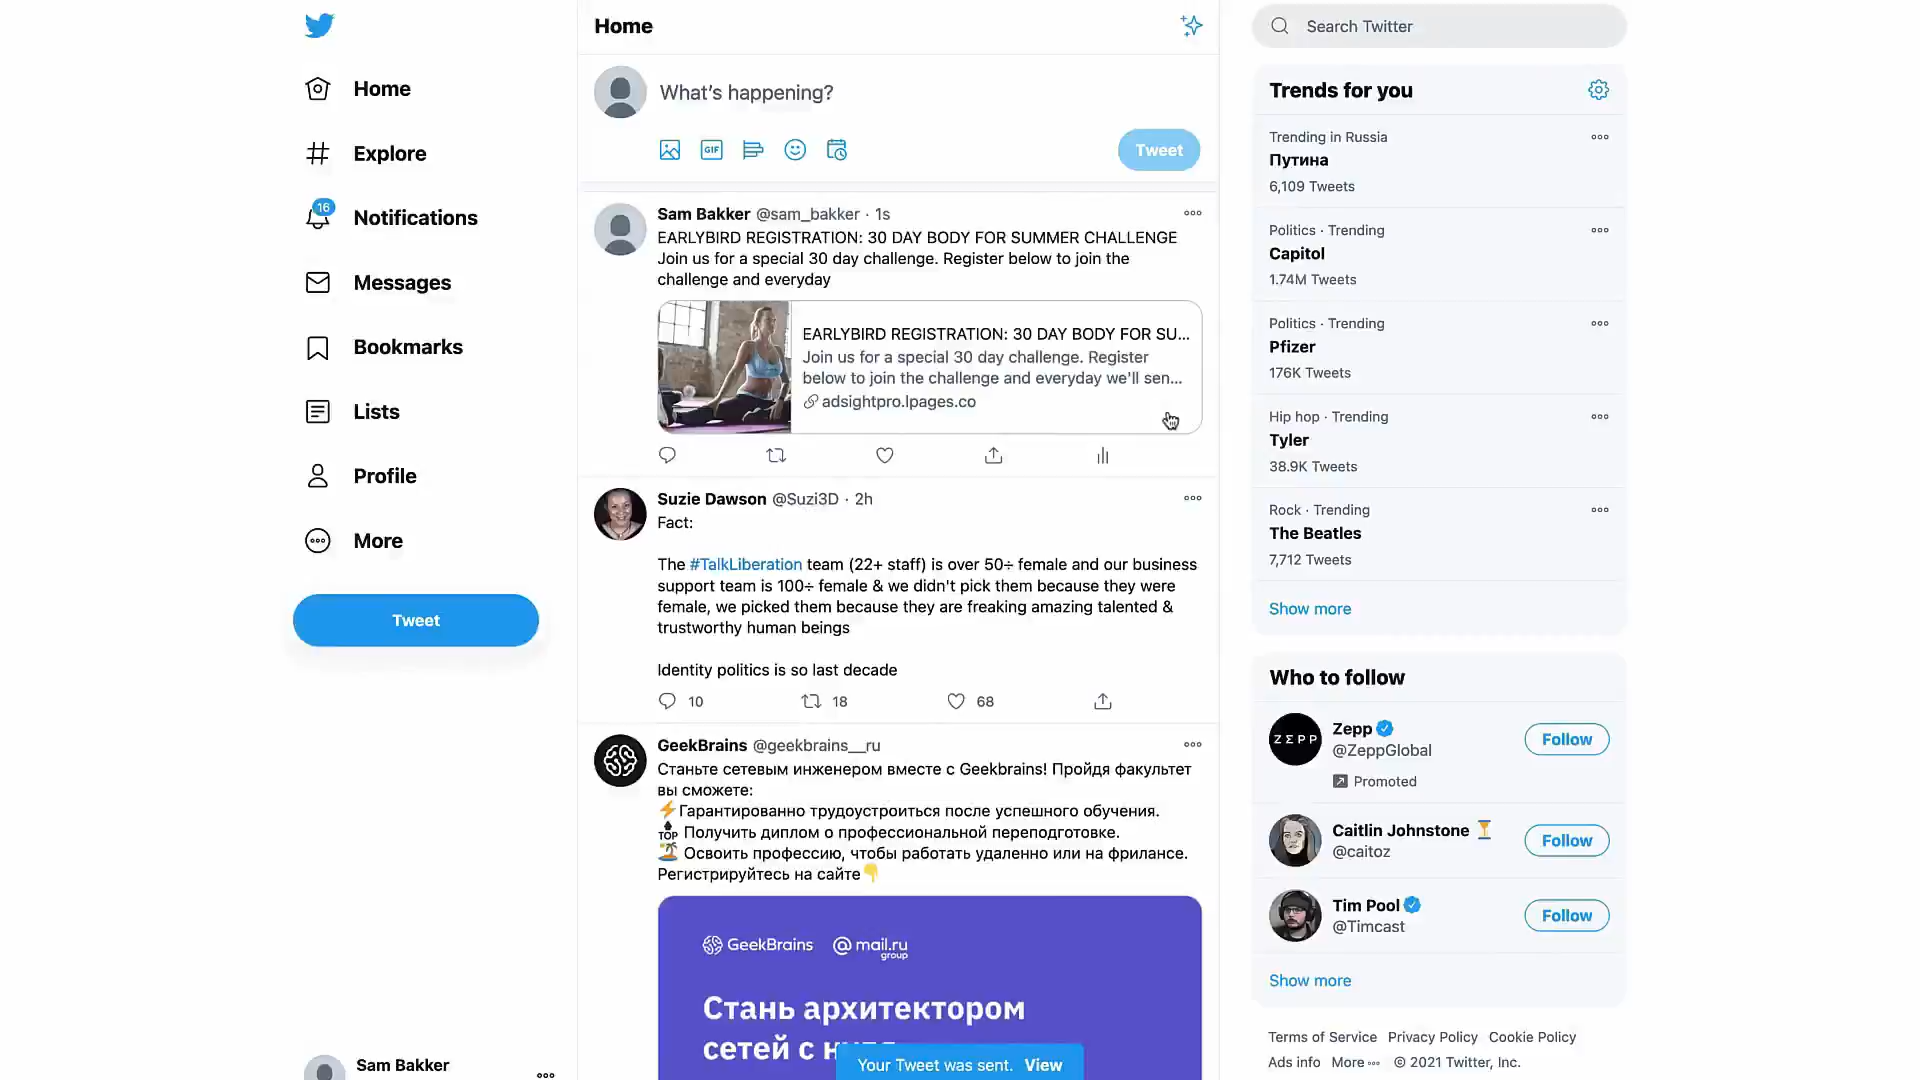 Home
Explore
16
Notifications
Messages
Bookmarks
Lists
Profile
More
Tweet
Sam Bakker
Home
What's happening?
GIF
Tweet
Sam Bakker @sam_bakker · 1s
EARLYBIRD REGISTRATION: 30 DAY BODY FOR SUMMER CHALLENGE
Join us for a special 30 day challenge. Register below to join the
challenge and everyday
EARLYBIRD REGISTRATION: 30 DAY BODY FOR SU...
Join us for a special 30 day challenge. Register
below to join the challenge and everyday we'll sen...
adsightpro.lpages.co
Suzie Dawson @Suzi3D · 2h
Fact:
The #TalkLiberation team (22+ staff) is over 50÷ female and our business
support team is 100÷ female & we didn't pick them because they were
female, we picked them because they are freaking amazing talented &
trustworthy human beings
Identity politics is so last decade
10 18 68
GeekBrains @geekbrains__ru
Станьте сетевым инженером вместе с Geekbrains! Пройдя факультет
вы сможете:
⚡Гарантированно трудоустроиться после успешного обучения.
🔝 Получить диплом о профессиональной переподготовке.
🏝 Освоить профессию, чтобы работать удаленно или на фрилансе.
Регистрируйтесь на сайте👇
GeekBrains @mail.ru group
Стань архитектором
сетей с
Your Tweet was sent. View
Search Twitter
Trends for you
Trending in Russia
Путина
6,109 Tweets
Politics · Trending
Capitol
1.74M Tweets
Politics · Trending
Pfizer
176K Tweets
Hip hop · Trending
Tyler
38.9K Tweets
Rock · Trending
The Beatles
7,712 Tweets
Show more
Who to follow
ZEPP
Zepp
@ZeppGlobal
Promoted
Follow
Caitlin Johnstone ⏳
@caitoz
Follow
Tim Pool
@Timcast
Follow
Show more
Terms of Service Privacy Policy Cookie Policy
Ads info More ··· © 2021 Twitter, Inc.